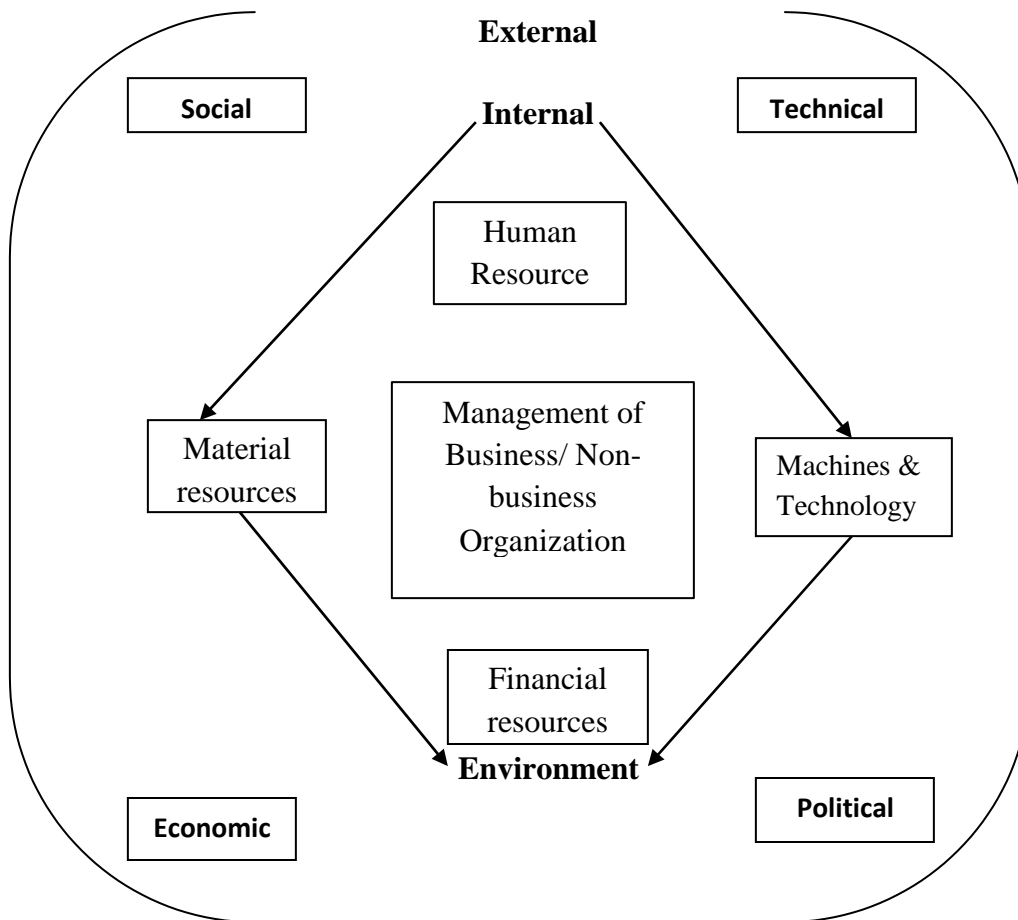 External
Social
Technical
Internal
Human
Resource
Management of
Business/ Non-
business
Organization
Material
resources
Machines &
Technology
Financial
resources
Environment
Economic
Political